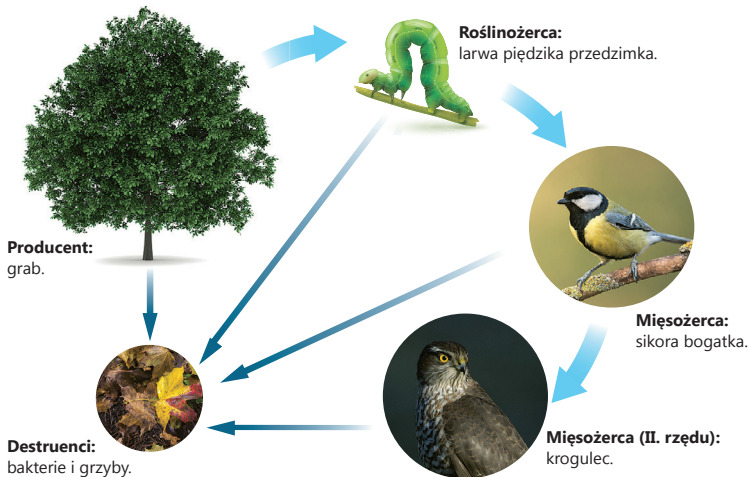 Roślinożerca:
larwa piędzika przedzimka.
Producent:
grab.
Mięsożerca:
sikora bogatka.
Mięsożerca (II. rzędu):
krogulec.
Destruenci:
bakterie i grzyby.